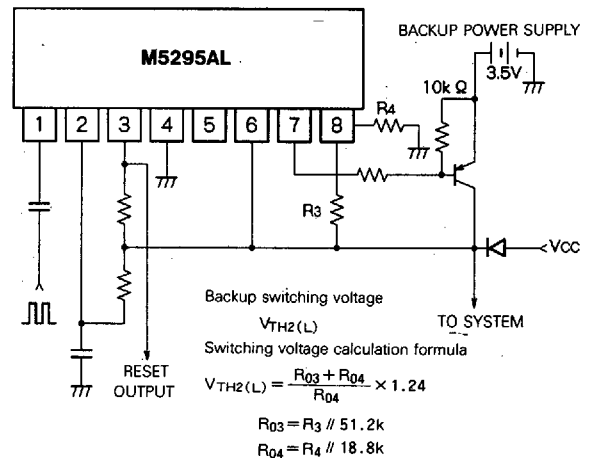 BACKUP POWER SUPPLY
M5295AL
3.5V
10k Ω
R4
1 2 3 4 5 6 7 8
R3
VCC
Backup switching voltage
VTH2(L)
TO SYSTEM
Switching voltage calculation formula
RESET
OUTPUT
VTH2(L) = R03 + R04 / R04 × 1.24
R03 = R3 // 51.2k
R04 = R4 // 18.8k